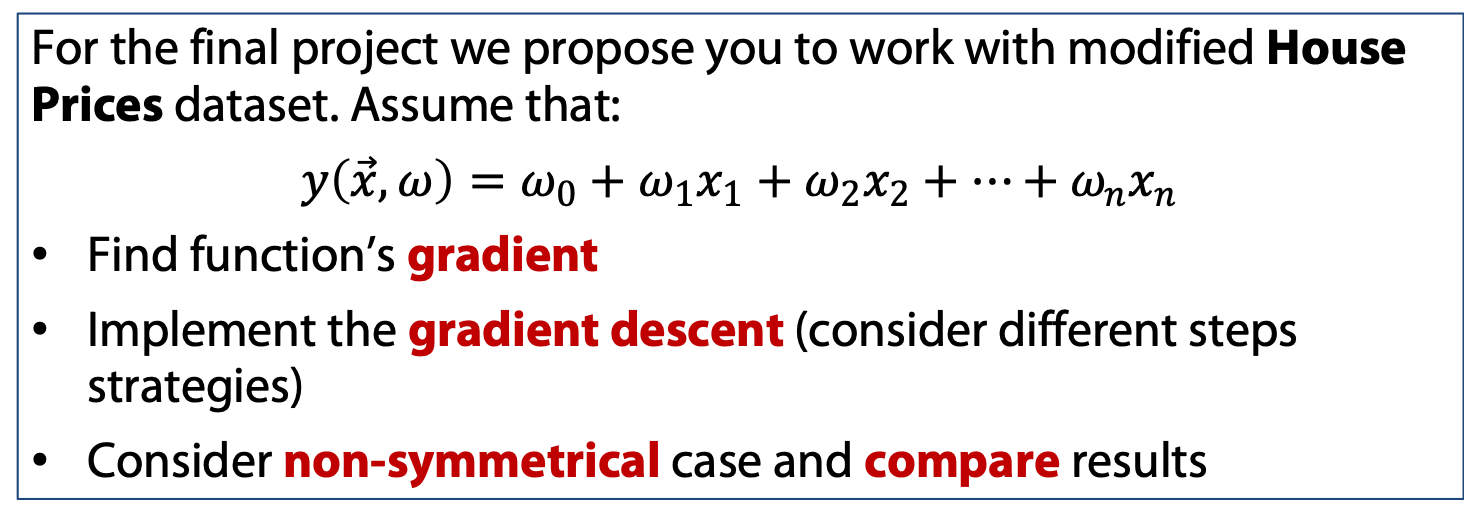 For the final project we propose you to work with modified House
Prices dataset. Assume that:
y(x⃗, ω) = ω₀ + ω₁x₁ + ω₂x₂ + ⋯ + ωₙxₙ
• Find function’s gradient
• Implement the gradient descent (consider different steps
strategies)
• Consider non-symmetrical case and compare results